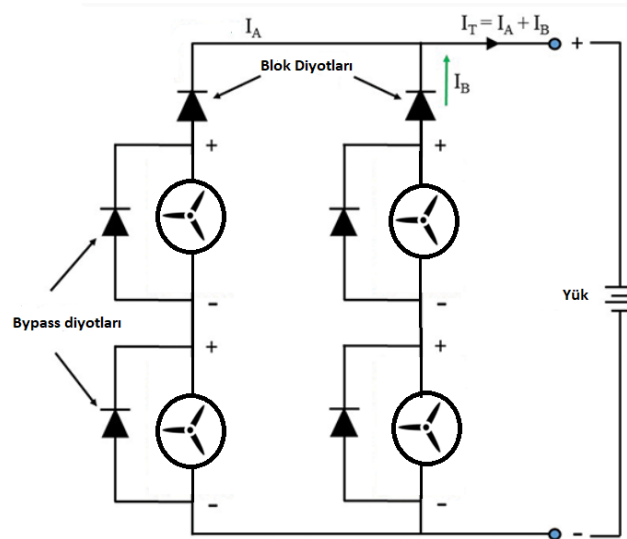 I_A
I_T = I_A + I_B
+
Blok Diyotları
I_B
+
+
-
-
Yük
Bypass diyotları
+
+
-
-
-